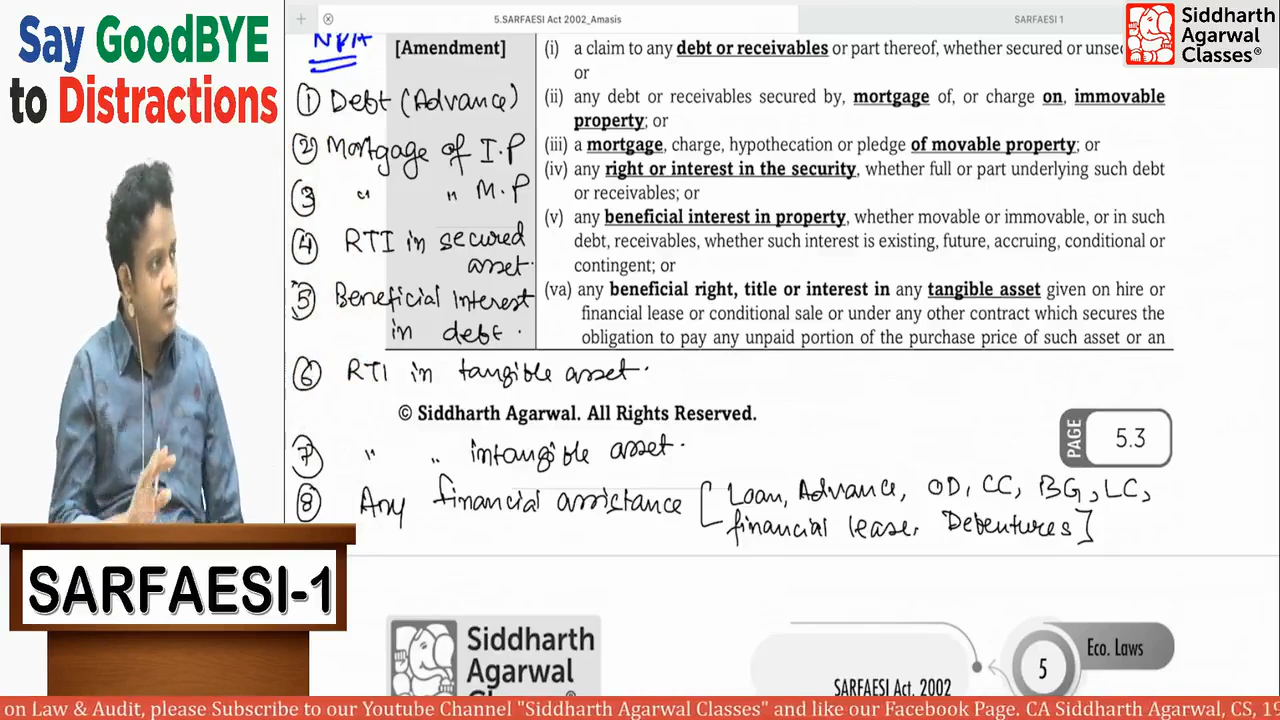 Say GoodBYE
to Distractions
5.SARFAESI Act 2002_Amasis
SARFAESI 1
Siddharth
Agarwal
Classes®
NPA
[Amendment]
(i) a claim to any debt or receivables or part thereof, whether secured or unsec
or
(ii) any debt or receivables secured by, mortgage of, or charge on, immovable
property; or
(iii) a mortgage, charge, hypothecation or pledge of movable property; or
(iv) any right or interest in the security, whether full or part underlying such debt
or receivables; or
(v) any beneficial interest in property, whether movable or immovable, or in such
debt, receivables, whether such interest is existing, future, accruing, conditional or
contingent; or
(va) any beneficial right, title or interest in any tangible asset given on hire or
financial lease or conditional sale or under any other contract which secures the
obligation to pay any unpaid portion of the purchase price of such asset or an
① Debt (Advance)
② Mortgage of I.P
③ " " M.P
④ RTI in secured
asset.
⑤ Beneficial Interest
in debt.
⑥ RTI in tangible asset.
© Siddharth Agarwal. All Rights Reserved.
PAGE 5.3
⑦ " " intangible asset.
⑧ Any financial assistance [Loan, Advance, OD, CC, BG, LC,
financial lease, Debentures]
SARFAESI-1
Siddharth
Agarwal
Classes®
SARFAESI Act, 2002
5
Eco. Laws
on Law & Audit, please Subscribe to our Youtube Channel "Siddharth Agarwal Classes" and like our Facebook Page. CA Siddharth Agarwal, CS, 19